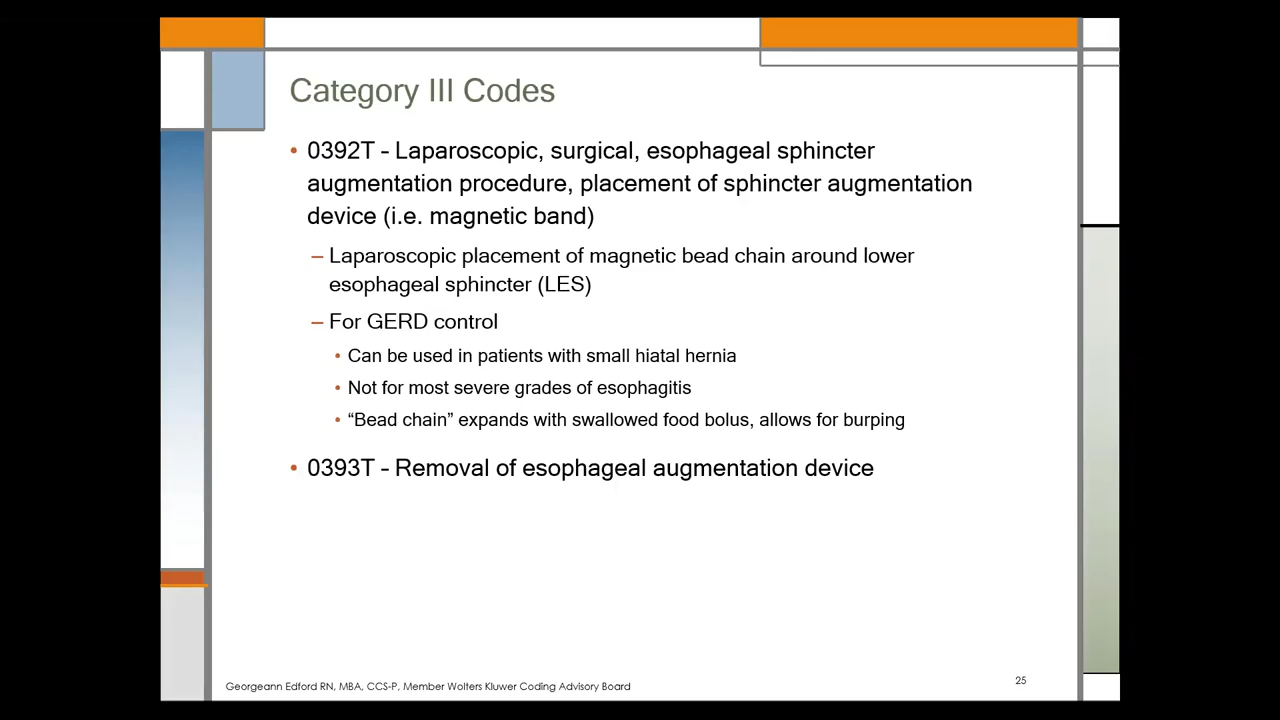 Category III Codes
• 0392T – Laparoscopic, surgical, esophageal sphincter
augmentation procedure, placement of sphincter augmentation
device (i.e. magnetic band)
– Laparoscopic placement of magnetic bead chain around lower
esophageal sphincter (LES)
– For GERD control
• Can be used in patients with small hiatal hernia
• Not for most severe grades of esophagitis
• “Bead chain” expands with swallowed food bolus, allows for burping
• 0393T – Removal of esophageal augmentation device
Georgeann Edford RN, MBA, CCS-P, Member Wolters Kluwer Coding Advisory Board
25